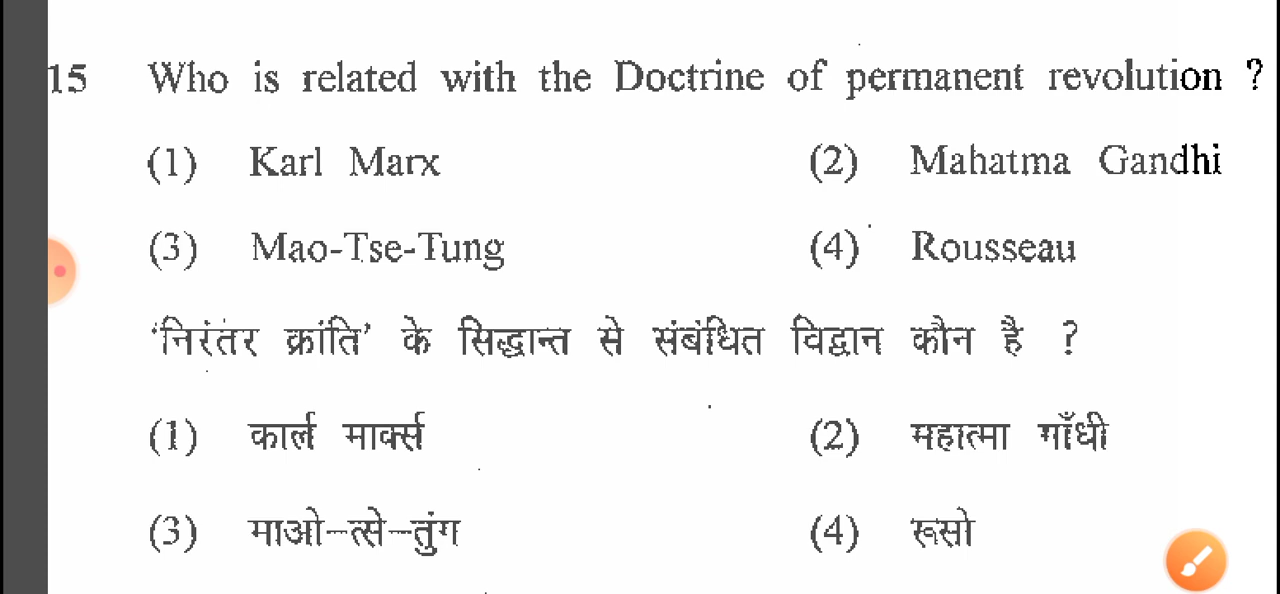 15 Who is related with the Doctrine of permanent revolution ?
(1) Karl Marx (2) Mahatma Gandhi
(3) Mao-Tse-Tung (4) Rousseau
‘निरंतर क्रांति’ के सिद्धान्त से संबंधित विद्वान कौन है ?
(1) कार्ल मार्क्स (2) महात्मा गाँधी
(3) माओ–त्से–तुंग (4) रूसो